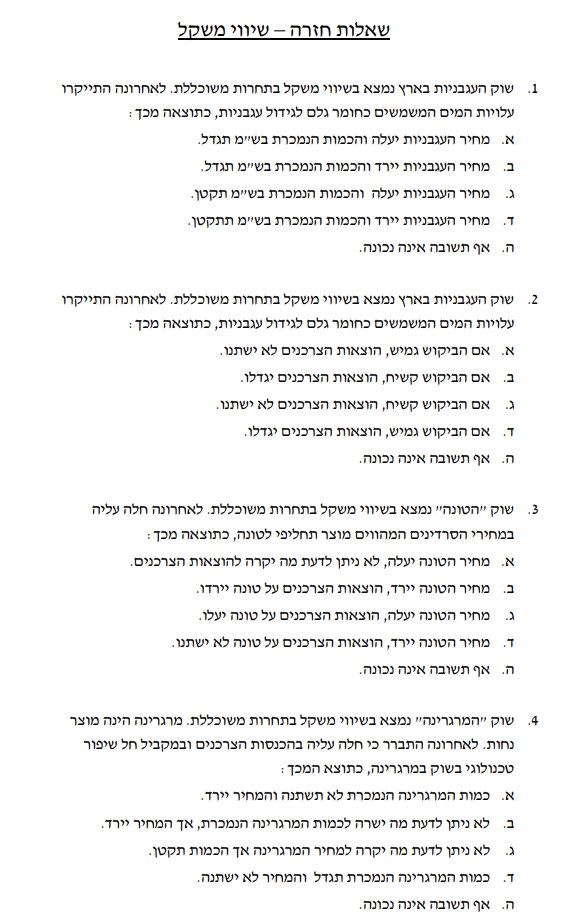 שאלות חזרה – שיווי משקל
1. שוק העגבניות בארץ נמצא בשיווי משקל בתחרות משוכללת. לאחרונה התייקרו
עלויות המים המשמשים כחומר גלם לגידול עגבניות, כתוצאה מכך :
א. מחיר העגבניות יעלה והכמות הנמכרת בש"מ תגדל.
ב. מחיר העגבניות יירד והכמות הנמכרת בש"מ תגדל.
ג. מחיר העגבניות יעלה והכמות הנמכרת בש"מ תקטן.
ד. מחיר העגבניות יירד והכמות הנמכרת בש"מ תתקטן.
ה. אף תשובה אינה נכונה.
2. שוק העגבניות בארץ נמצא בשיווי משקל בתחרות משוכללת. לאחרונה התייקרו
עלויות המים המשמשים כחומר גלם לגידול עגבניות, כתוצאה מכך :
א. אם הביקוש גמיש, הוצאות הצרכנים לא ישתנו.
ב. אם הביקוש קשיח, הוצאות הצרכנים יגדלו.
ג. אם הביקוש קשיח, הוצאות הצרכנים לא ישתנו.
ד. אם הביקוש גמיש, הוצאות הצרכנים יגדלו.
ה. אף תשובה אינה נכונה.
3. שוק "הטונה" נמצא בשיווי משקל בתחרות משוכללת. לאחרונה חלה עליה
במחירי הסרדינים המהווים מוצר תחליפי לטונה, כתוצאה מכך :
א. מחיר הטונה יעלה, לא ניתן לדעת מה יקרה להוצאות הצרכנים.
ב. מחיר הטונה יירד, הוצאות הצרכנים על טונה יירדו.
ג. מחיר הטונה יעלה, הוצאות הצרכנים על טונה יעלו.
ד. מחיר הטונה יירד, הוצאות הצרכנים על טונה לא ישתנו.
ה. אף תשובה אינה נכונה.
4. שוק "המרגרינה" נמצא בשיווי משקל בתחרות משוכללת. מרגרינה הינה מוצר
נחות. לאחרונה התברר כי חלה עליה בהכנסות הצרכנים ובמקביל חל שיפור
טכנולוגי בשוק במרגרינה, כתוצא המכך :
א. כמות המרגרינה הנמכרת לא תשתנה והמחיר יירד.
ב. לא ניתן לדעת מה ישרה לכמות המרגרינה הנמכרת, אך המחיר יירד.
ג. לא ניתן לדעת מה יקרה למחיר המרגרינה אך הכמות תקטן.
ד. כמות המרגרינה הנמכרת תגדל והמחיר לא ישתנה.
ה. אף תשובה אינה נכונה.